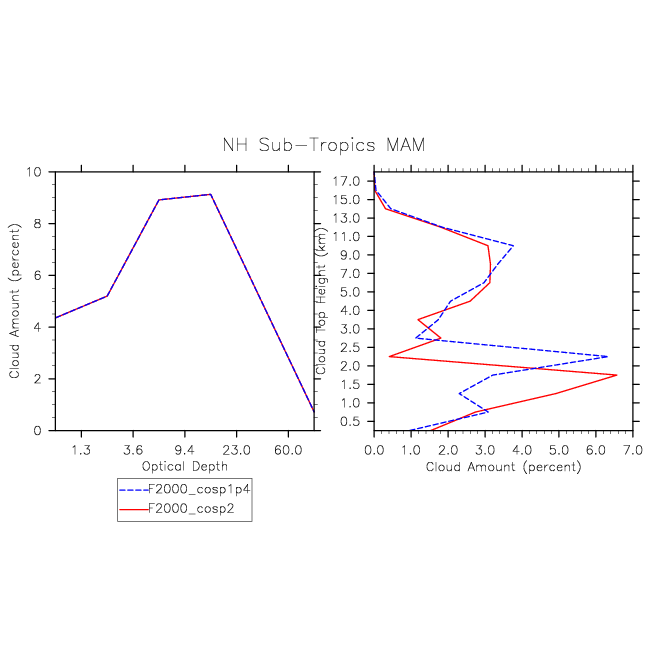 NH Sub-Tropics MAM
Cloud Amount (percent)
10
8
6
4
2
0
1.3 3.6 9.4 23.0 60.0
Optical Depth
Cloud Top Height (km)
17.0
15.0
13.0
11.0
9.0
7.0
5.0
4.0
3.0
2.5
2.0
1.5
1.0
0.5
0.0 1.0 2.0 3.0 4.0 5.0 6.0 7.0
Cloud Amount (percent)
F2000_cosp1p4
F2000_cosp2